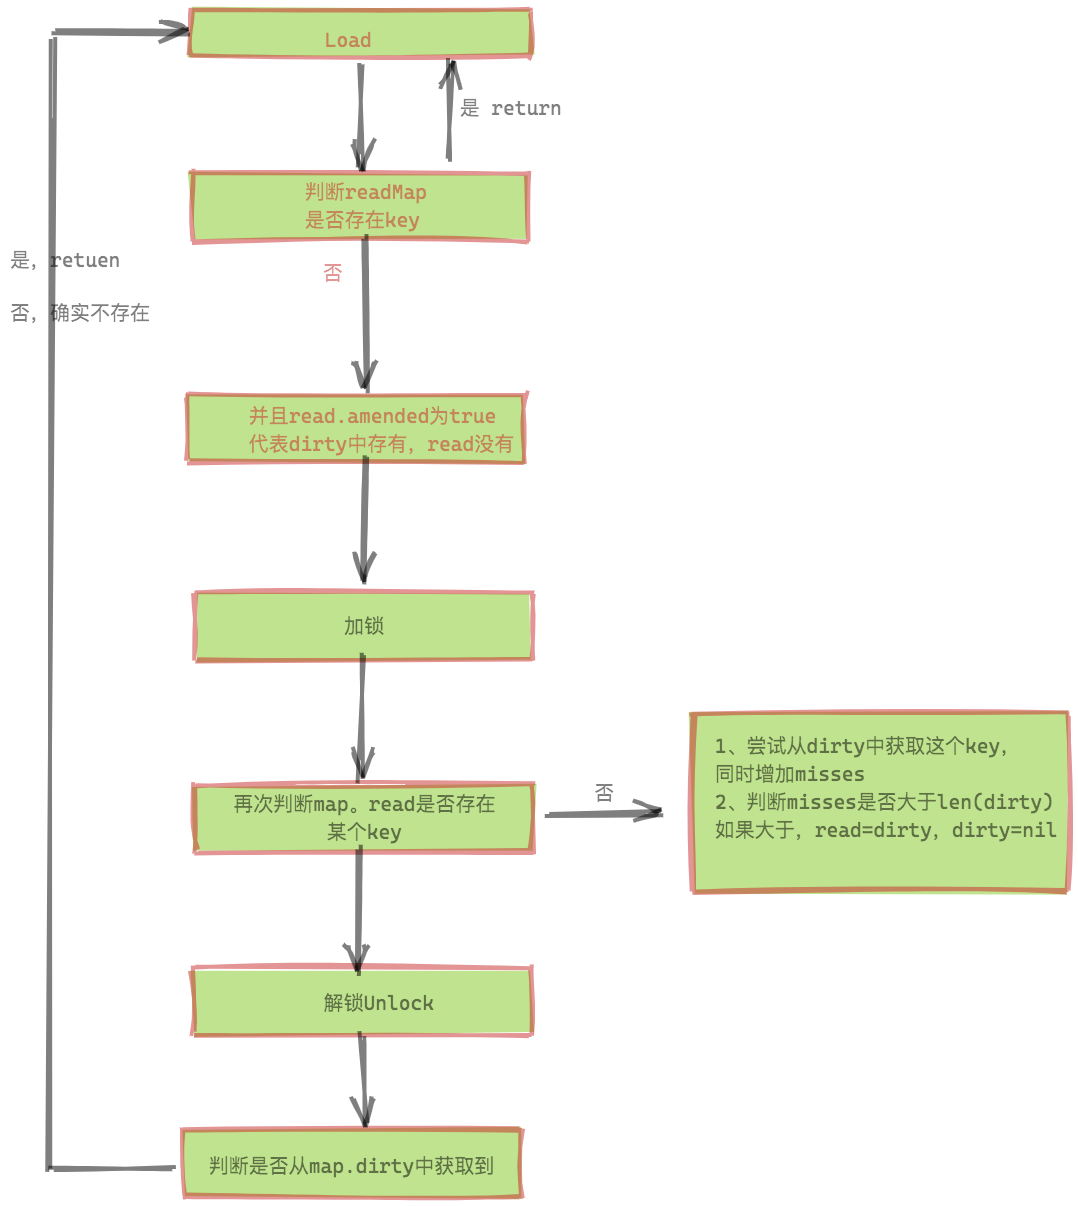 Load
是 return
判断readMap
是否存在key
否
是，retuen
否，确实不存在
并且read.amended为true
代表dirty中存有，read没有
加锁
再次判断map。read是否存在
某个key
否
1、尝试从dirty中获取这个key，
同时增加misses
2、判断misses是否大于len(dirty)
如果大于，read=dirty，dirty=nil
解锁Unlock
判断是否从map.dirty中获取到